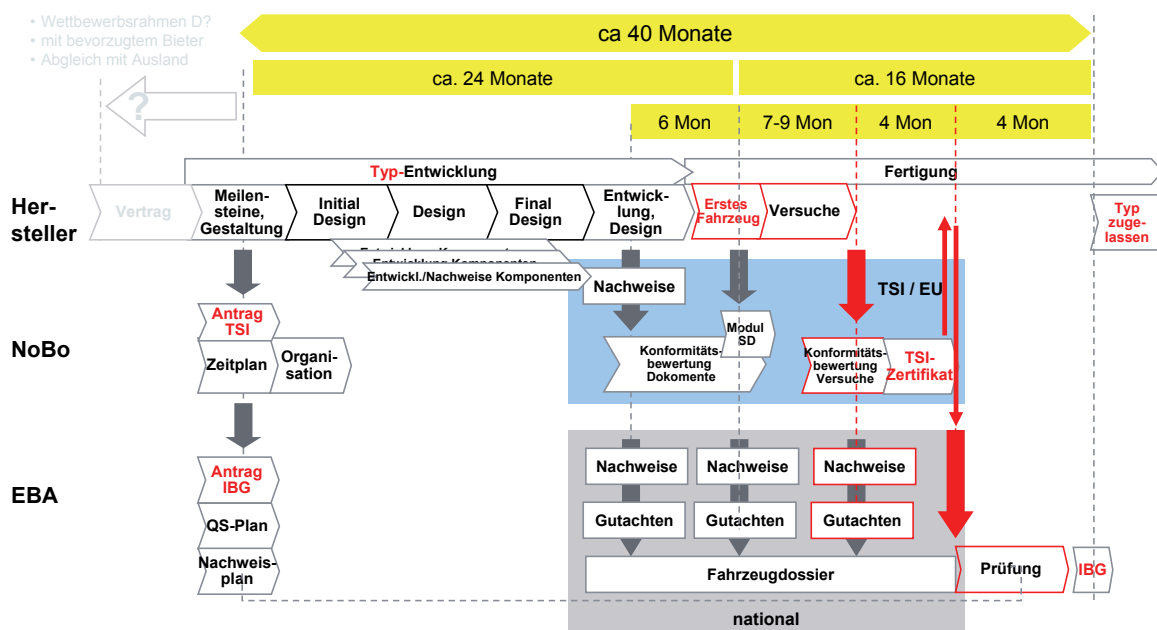 • Wettbewerbsrahmen D?
• mit bevorzugtem Bieter
• Abgleich mit Ausland
?
ca 40 Monate
ca. 24 Monate
ca. 16 Monate
6 Mon
7-9 Mon
4 Mon
4 Mon
Typ-Entwicklung
Fertigung
Her-
steller
Vertrag
Meilen-
steine,
Gestaltung
Initial
Design
Design
Final
Design
Entwick-
lung,
Design
Erstes
Fahrzeug
Versuche
Typ
zuge-
lassen
Entwicklung Komponenten
Entwickl./Nachweise Komponenten
Nachweise
TSI / EU
NoBo
Antrag
TSI
Zeitplan
Organi-
sation
Modul
SD
Konformitäts-
bewertung
Dokomente
Konformitäts-
bewertung
Versuche
TSI-
Zertifikat
EBA
Antrag
IBG
QS-Plan
Nachweis-
plan
Nachweise
Nachweise
Nachweise
Gutachten
Gutachten
Gutachten
Fahrzeugdossier
Prüfung
IBG
national